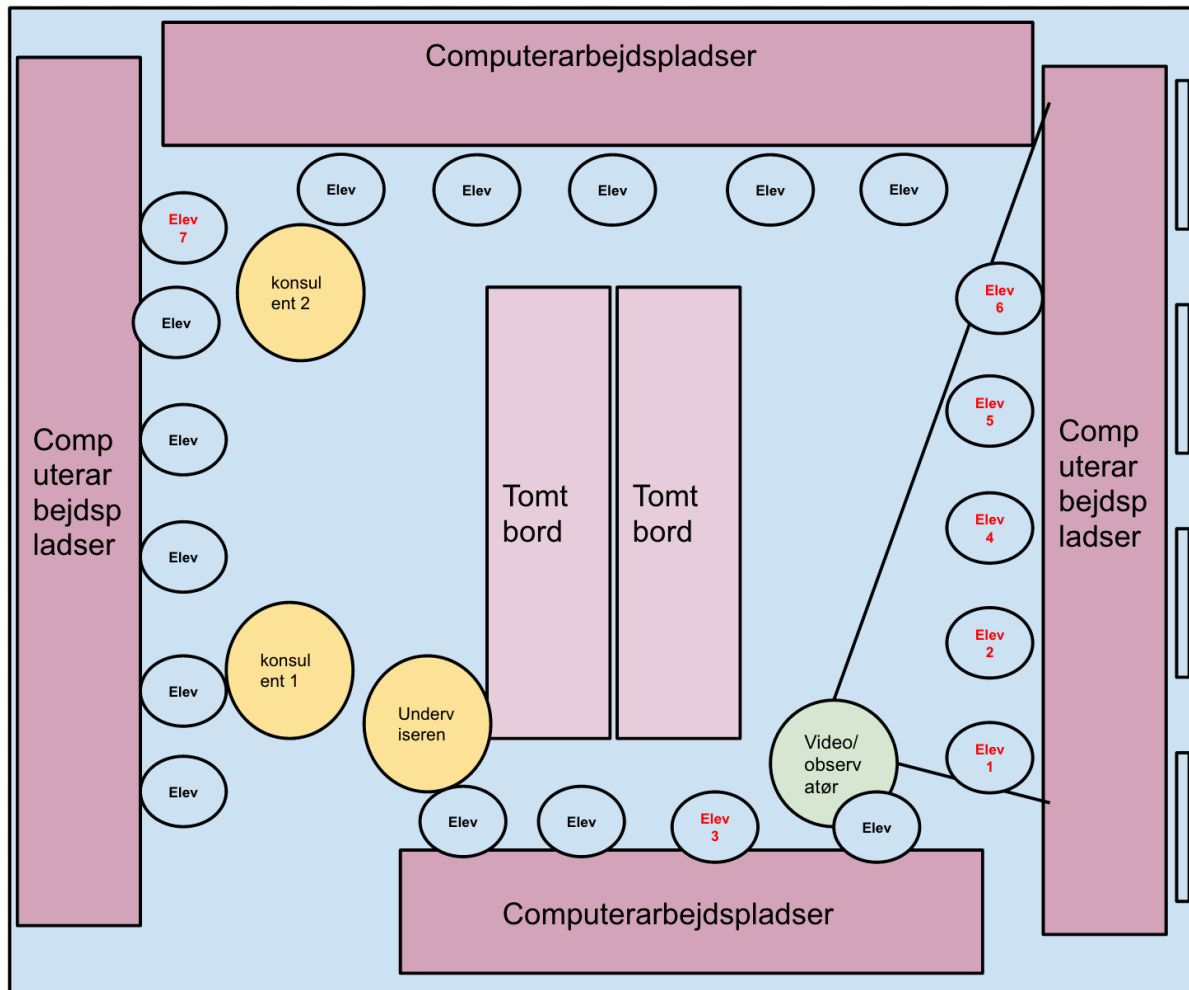 Computerarbejdspladser
Elev
Elev
Elev
Elev
Elev
Elev
7
konsul
ent 2
Elev
6
Elev
Elev
5
Elev
Comp
uterar
bejdsp
ladser
Tomt
bord
Tomt
bord
Elev
4
Comp
uterar
bejdsp
ladser
Elev
Elev
2
konsul
ent 1
Elev
Underv
iseren
Video/
observ
atør
Elev
1
Elev
Elev
Elev
Elev
3
Elev
Computerarbejdspladser